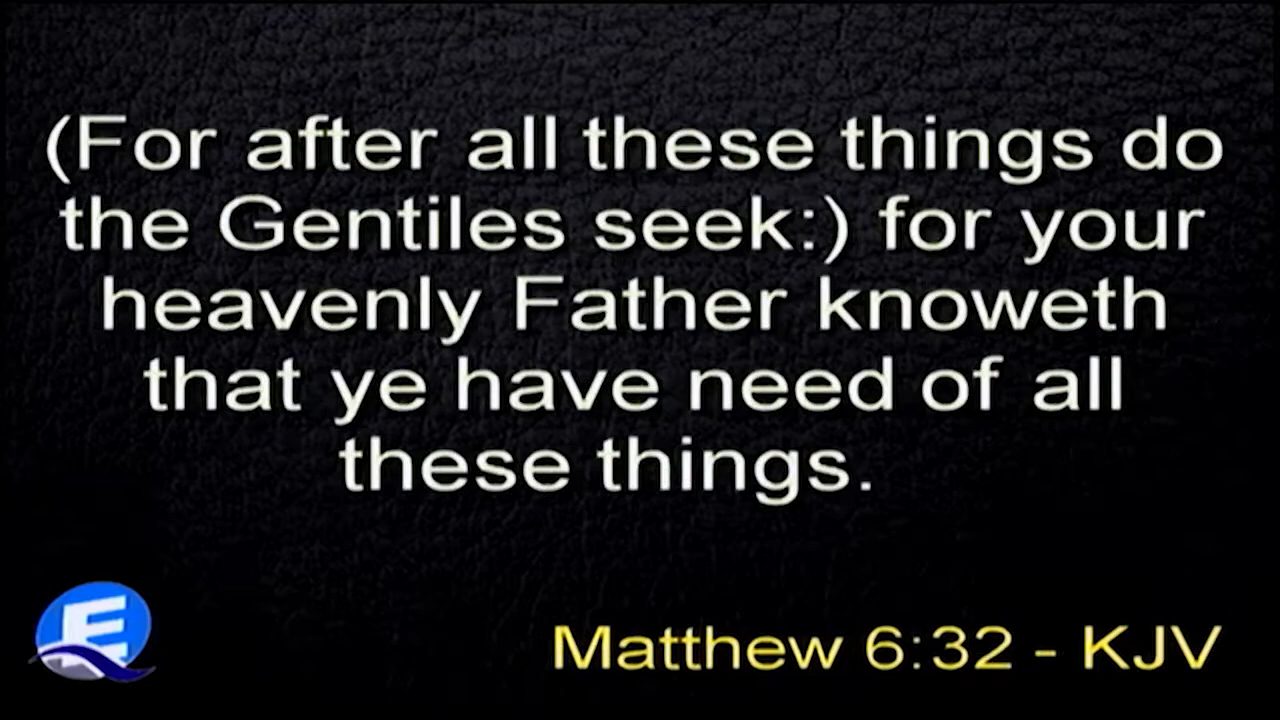 (For after all these things do
the Gentiles seek:) for your
heavenly Father knoweth
that ye have need of all
these things.
E
Matthew 6:32 - KJV